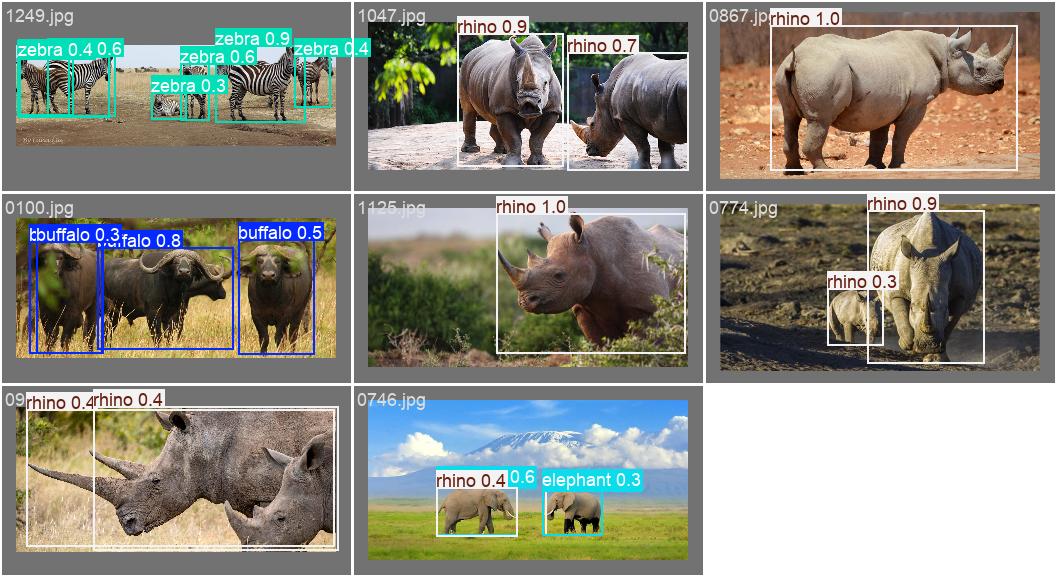 1249.jpg
zebra 0.4 0.6
zebra 0.6
zebra 0.9
zebra 0.4
zebra 0.3
1047.jpg
rhino 0.9
rhino 0.7
0867.jp
rhino 1.0
0100.jpg
buffalo 0.3
buffalo 0.8
buffalo 0.5
1125.jpg
rhino 1.0
0774.jpg
rhino 0.9
rhino 0.3
09
rhino 0.4
rhino 0.4
0746.jpg
rhino 0.4
0.6
elephant 0.3